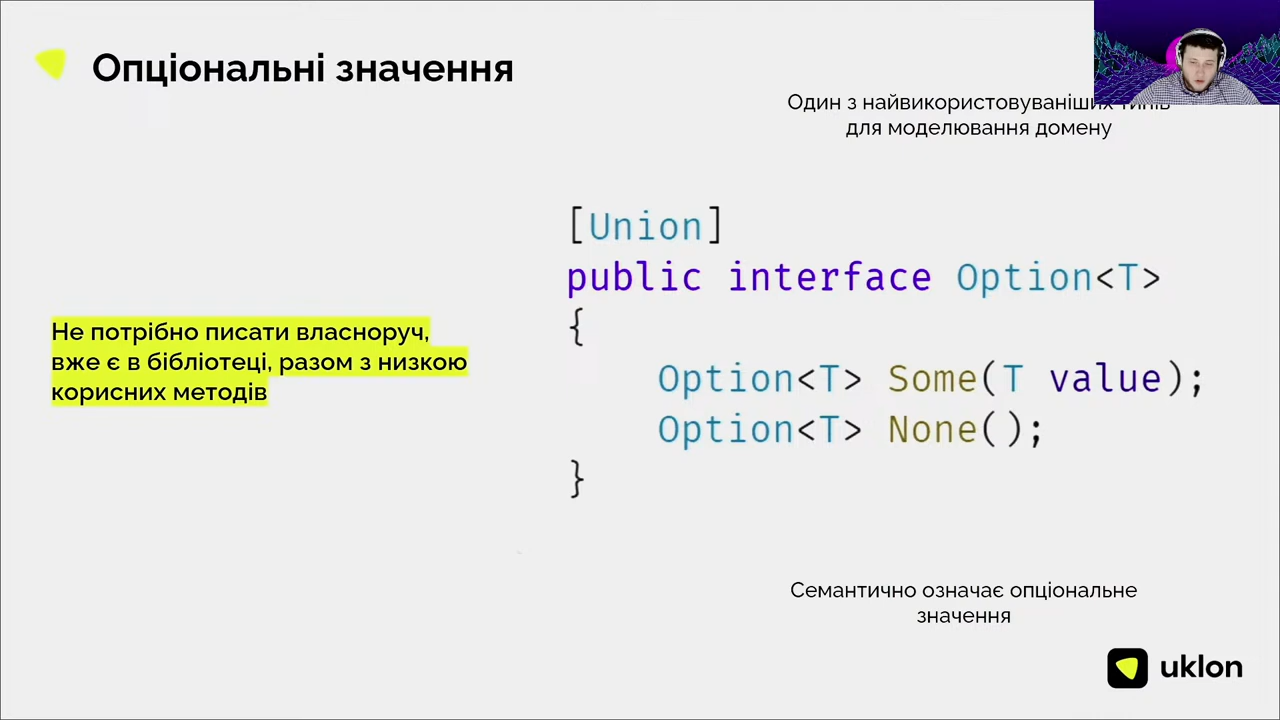 Опціональні значення
Один з найвикористовуваніших типів
для моделювання домену
[Union]
public interface Option<T>
{
Option<T> Some(T value);
Option<T> None();
}
Не потрібно писати власноруч,
вже є в бібліотеці, разом з низкою
корисних методів
Семантично означає опціональне
значення
uklon